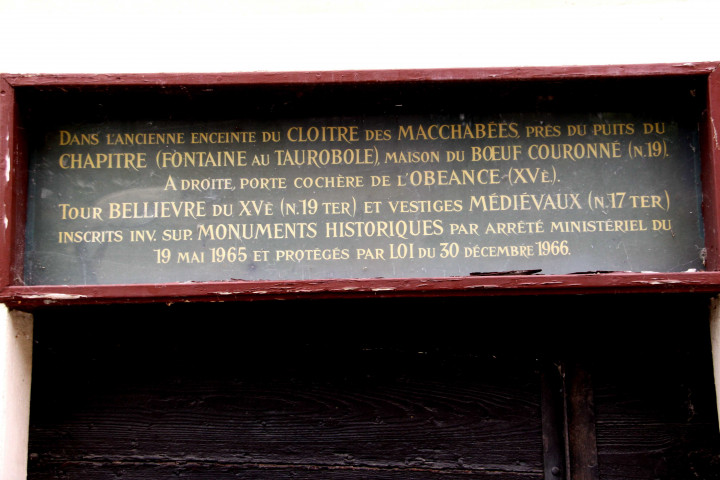 DANS L'ANCIENNE ENCEINTE DU CLOITRE DES MACCHABÉES, PRÈS DU PUITS DU
CHAPITRE (FONTAINE AU TAUROBOLE), MAISON DU BŒUF COURONNÉ (N.19).
A DROITE, PORTE COCHÈRE DE L'OBEANCE (XVÈ).
TOUR BELLIEVRE DU XVÈ (N.19 TER) ET VESTIGES MÉDIÉVAUX (N.17 TER)
INSCRITS INV. SUP. MONUMENTS HISTORIQUES PAR ARRÊTÉ MINISTÉRIEL DU
19 MAI 1965 ET PROTÉGÉS PAR LOI DU 30 DÉCEMBRE 1966.